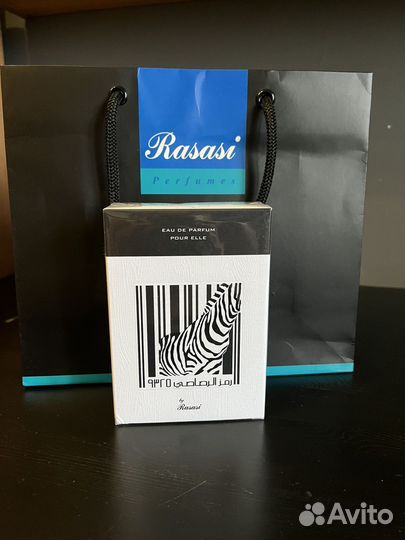 Rasasi
Perfumes
EAU DE PARFUM
POUR ELLE
رمز الرصاصي ٩٣٢٥
by
Rasasi
Avito